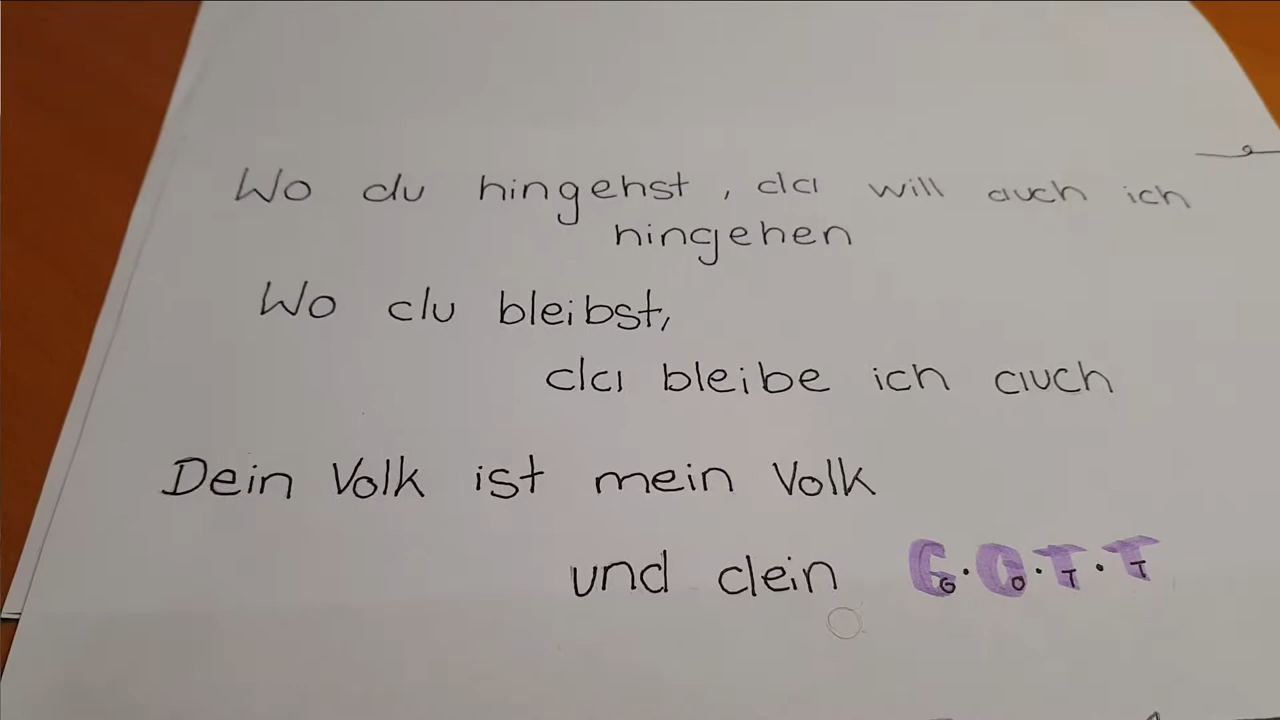 Wo du hingehst, da will auch ich
hingehen
Wo du bleibst,
da bleibe ich auch
Dein Volk ist mein Volk
und dein G·O·T·T